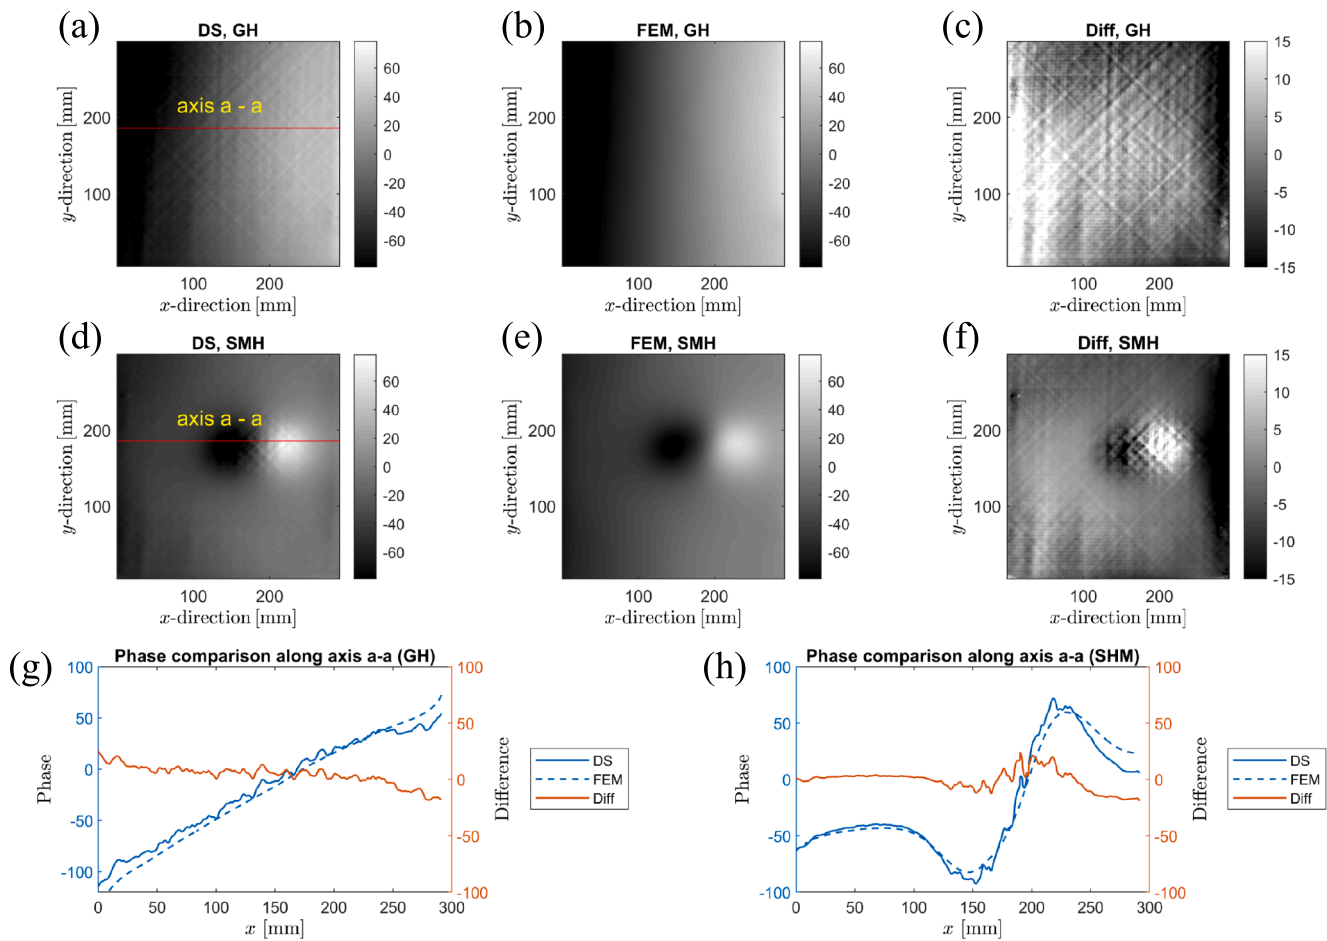 (a)
DS, GH
axis a - a
200
100
y-direction [mm]
100 200
x-direction [mm]
60
40
20
0
-20
-40
-60
(b)
FEM, GH
200
100
y-direction [mm]
100 200
x-direction [mm]
60
40
20
0
-20
-40
-60
(c)
Diff, GH
200
100
y-direction [mm]
100 200
x-direction [mm]
15
10
5
0
-5
-10
-15
(d)
DS, SMH
axis a - a
200
100
y-direction [mm]
100 200
x-direction [mm]
60
40
20
0
-20
-40
-60
(e)
FEM, SMH
200
100
y-direction [mm]
100 200
x-direction [mm]
60
40
20
0
-20
-40
-60
(f)
Diff, SMH
200
100
y-direction [mm]
100 200
x-direction [mm]
15
10
5
0
-5
-10
-15
(g)
Phase comparison along axis a-a (GH)
100
50
0
-50
-100
Phase
0 50 100 150 200 250 300
x [mm]
100
50
0
-50
-100
Difference
DS
FEM
Diff
(h)
Phase comparison along axis a-a (SHM)
100
50
0
-50
-100
Phase
0 50 100 150 200 250 300
x [mm]
100
50
0
-50
-100
Difference
DS
FEM
Diff